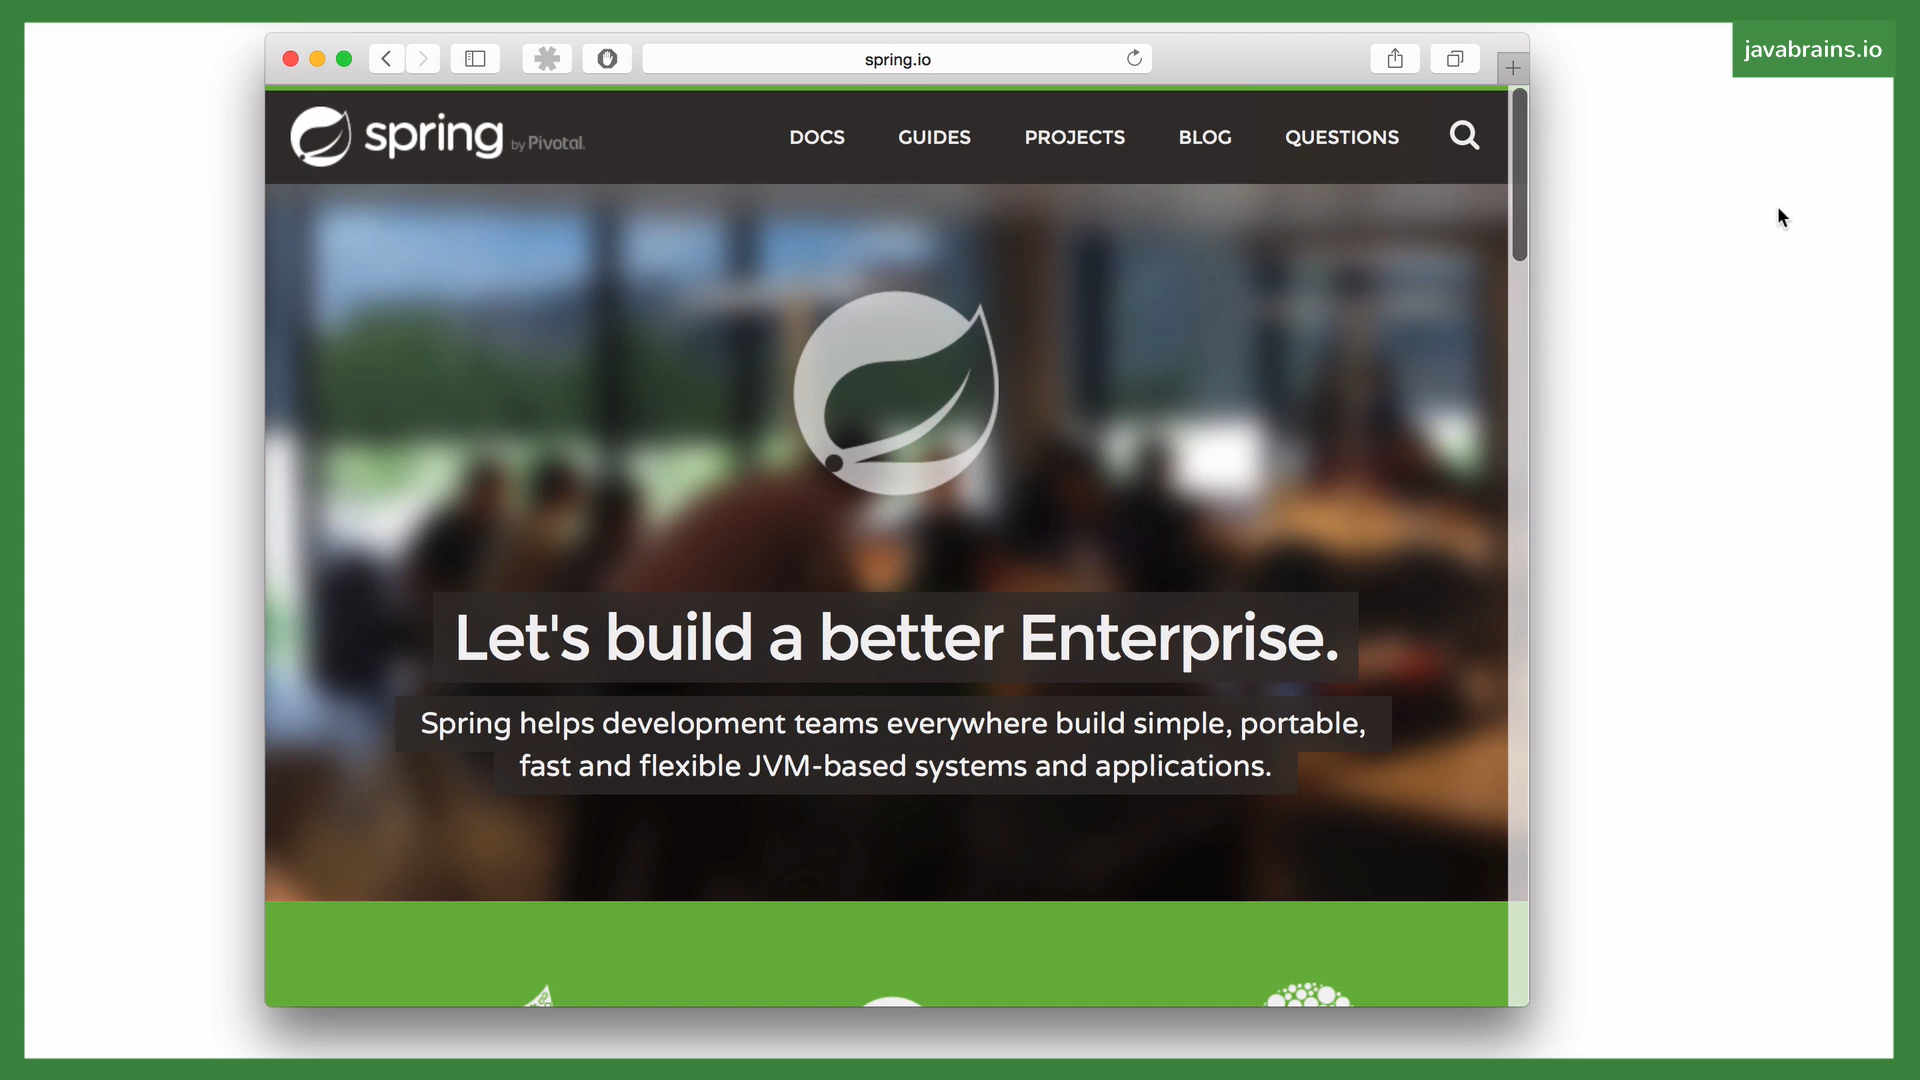 spring.io
javabrains.io
spring by Pivotal.
DOCS GUIDES PROJECTS BLOG QUESTIONS
Let's build a better Enterprise.
Spring helps development teams everywhere build simple, portable,
fast and flexible JVM-based systems and applications.